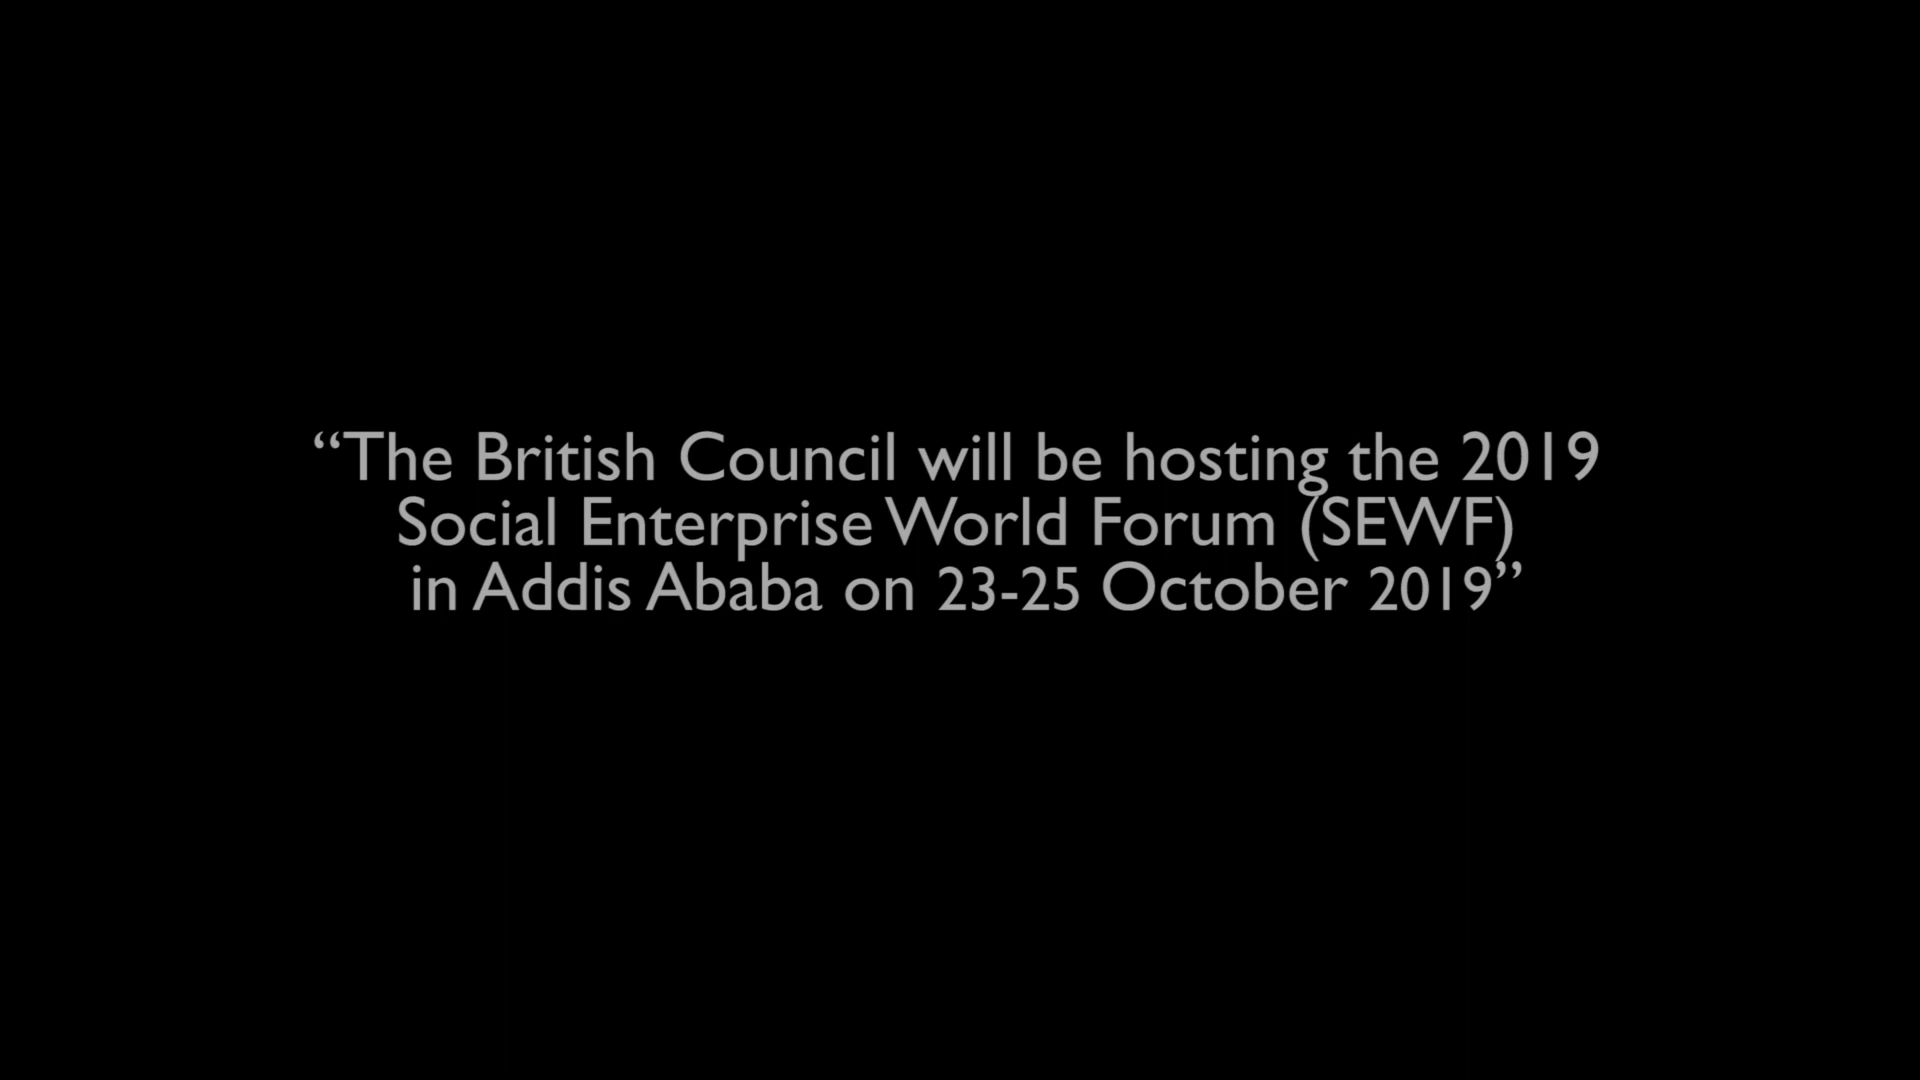 “The British Council will be hosting the 2019
Social Enterprise World Forum (SEWF)
in Addis Ababa on 23-25 October 2019”